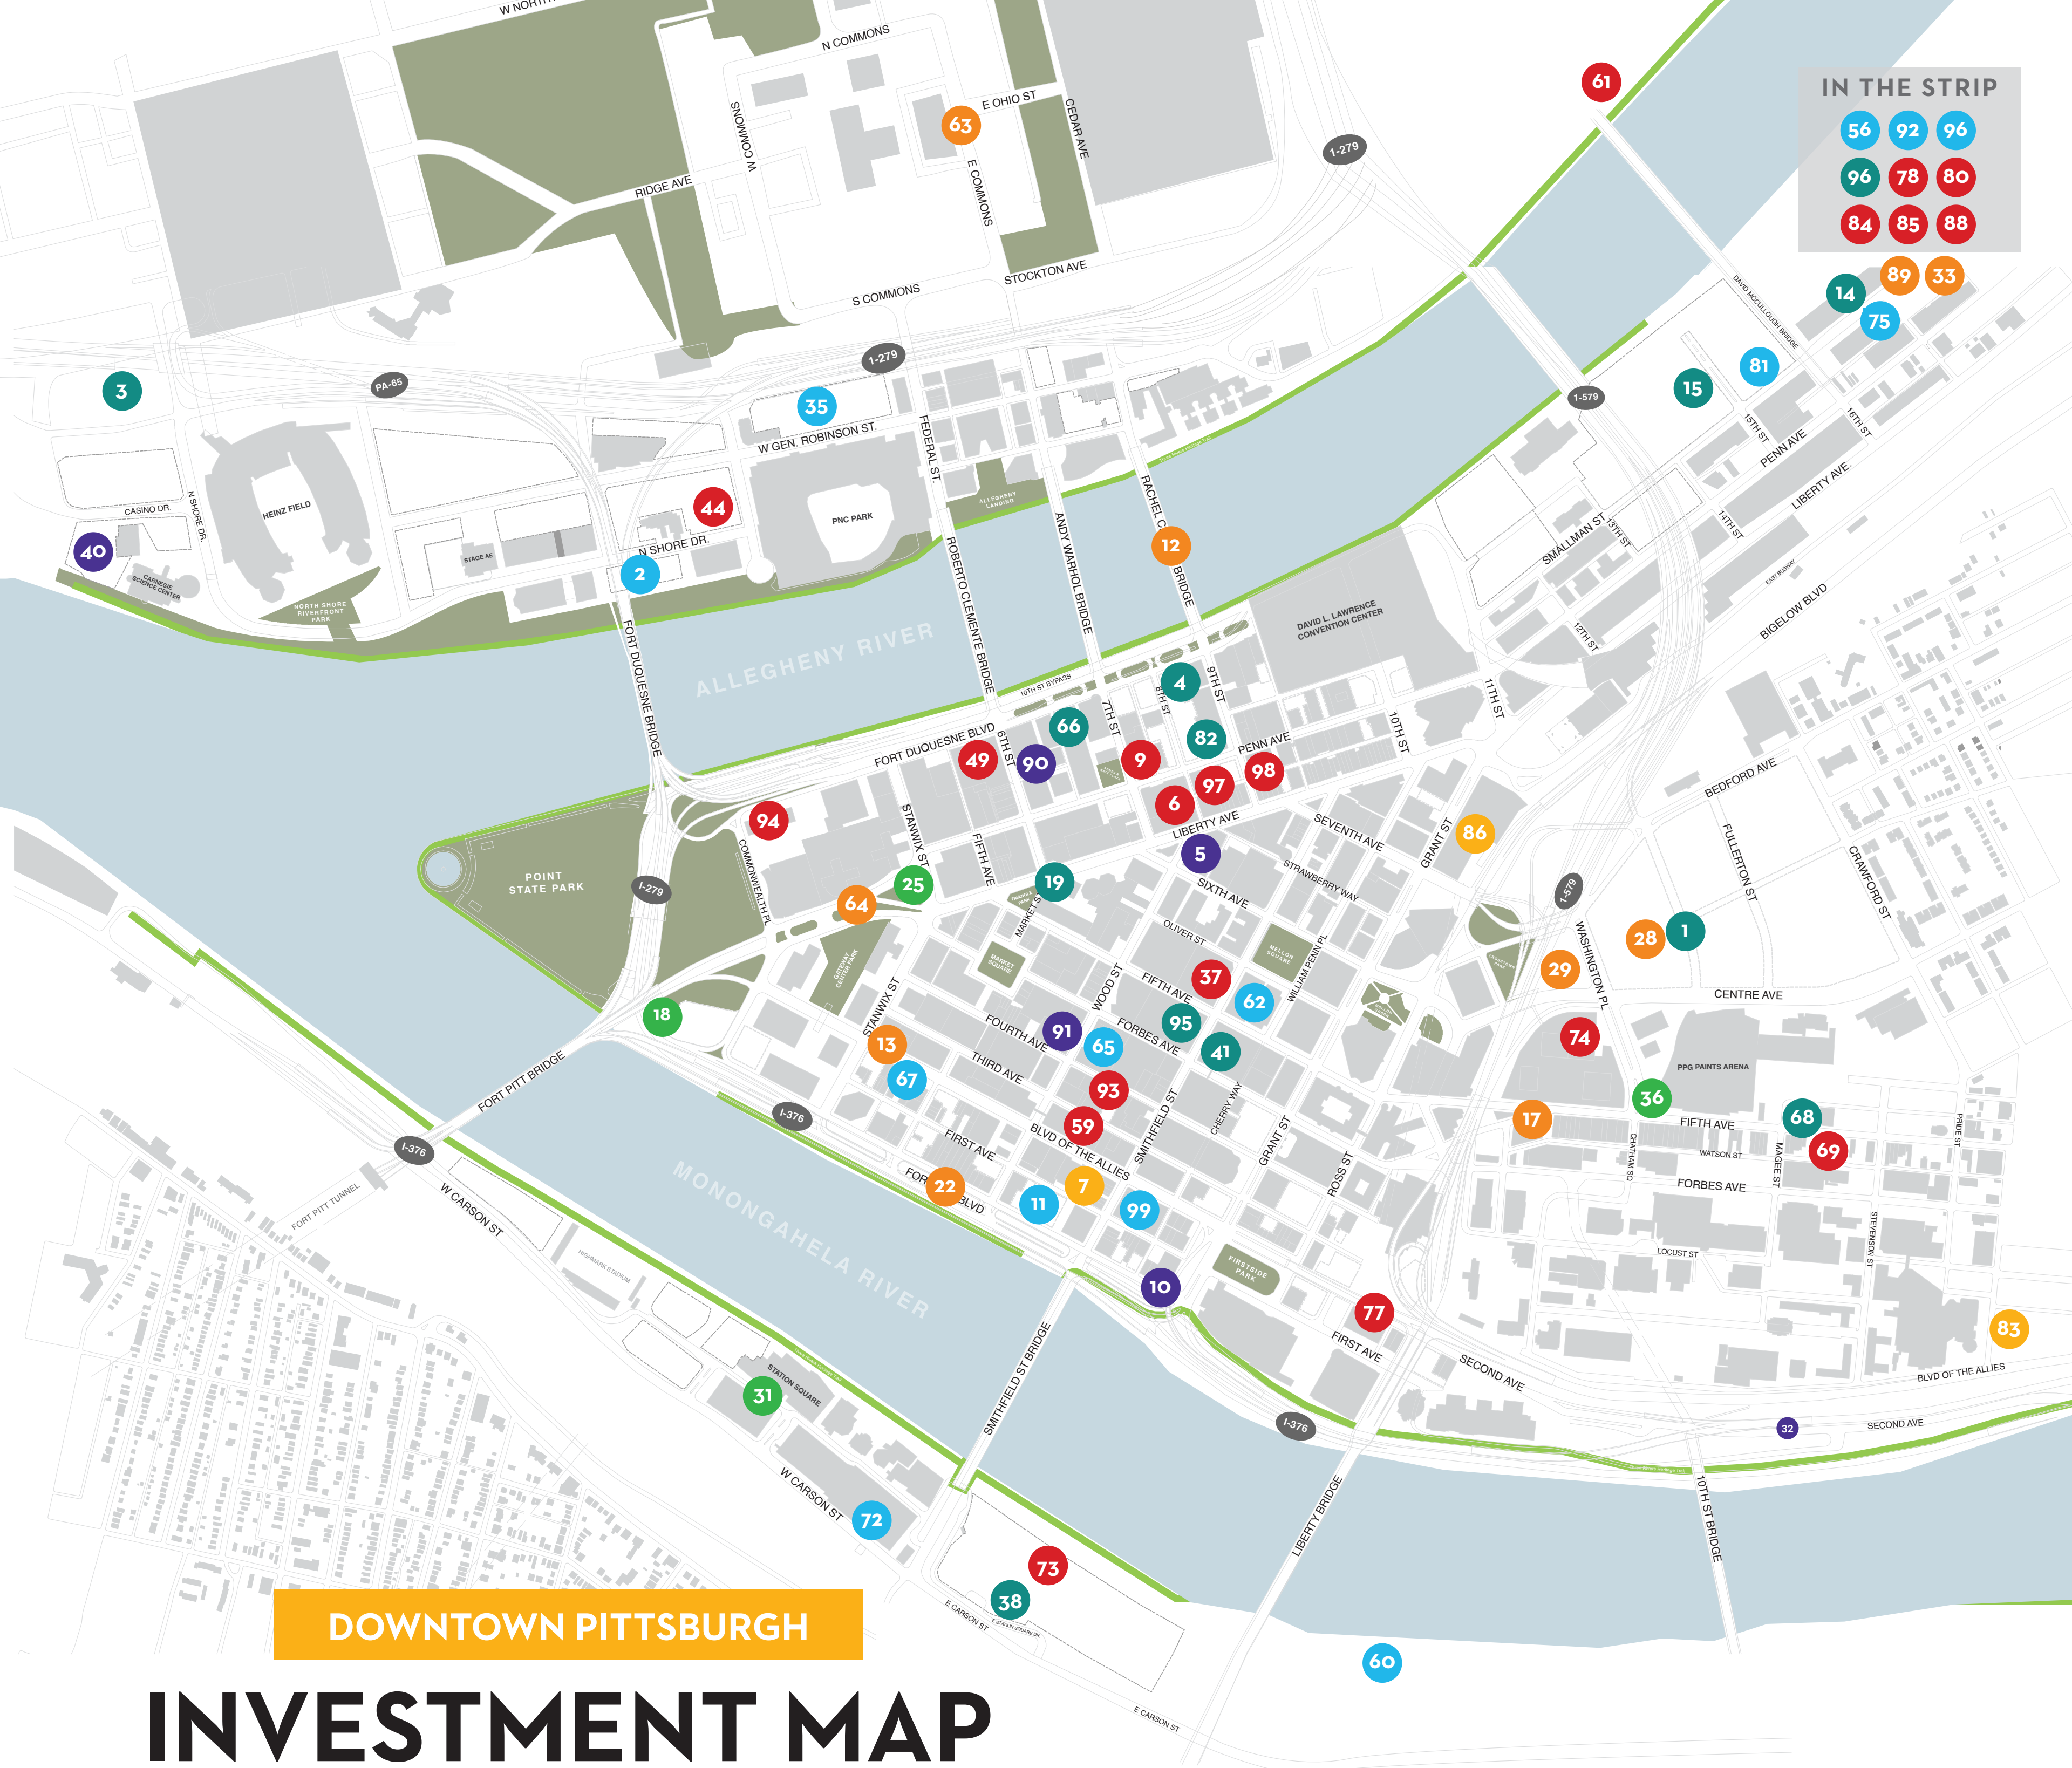 W NORTH
N COMMONS
61
IN THE STRIP
56 92 96
96 78 80
84 85 88
63
E OHIO ST
CEDAR AVE
W COMMONS
1-279
RIDGE AVE
E COMMONS
STOCKTON AVE
S COMMONS
89 33
14
75
DAVID MCCULLOUGH BRIDGE
1-279
PA-65
3
35
81
15
1-579
W GEN. ROBINSON ST.
FEDERAL ST.
15TH ST
16TH ST
PENN AVE
LIBERTY AVE.
HEINZ FIELD
N SHORE DR.
CASINO DR.
44
PNC PARK
ALLEGHENY
LANDING
RACHEL C
12
BRIDGE
14TH ST
13TH ST
SMALLMAN ST
40
CARNEGIE
SCIENCE CENTER
STAGE AE
N SHORE DR.
2
ANDY WARHOL BRIDGE
ROBERTO CLEMENTE BRIDGE
EAST BUSWAY
BIGELOW BLVD
NORTH SHORE
RIVERFRONT
PARK
DAVID L. LAWRENCE
CONVENTION CENTER
12TH ST
ALLEGHENY RIVER
FORT DUQUESNE BRIDGE
10TH ST BYPASS
4
8TH ST
9TH ST
11TH ST
7TH ST
66
82
10TH ST
FORT DUQUESNE BLVD
6TH ST
49
90
9
PENN AVE
98
97
6
BEDFORD AVE
94
STANWIX ST
LIBERTY AVE
SEVENTH AVE
86
GRANT ST
FIFTH AVE
COMMONWEALTH PL
5
STRAWBERRY WAY
FULLERTON ST
CRAWFORD ST
POINT
STATE PARK
I-279
25
19
TRIANGLE
PARK
SIXTH AVE
I-579
64
MARKET S
OLIVER ST
WASHINGTON PL
28
1
MARKET
SQUARE
MELLON
SQUARE
WILLIAM PENN PL
29
GATEWAY
CENTER PARK
WOOD ST
FIFTH AVE
37
62
CENTRE AVE
18
STANWIX ST
FOURTH AVE
91
65
FORBES AVE
95
41
74
PPG PAINTS ARENA
13
67
THIRD AVE
FORT PITT BRIDGE
93
CHERRY WAY
36
17
FIFTH AVE
68
PRIDE ST
I-376
I-376
59
BLVD OF THE ALLIES
SMITHFIELD ST
GRANT ST
CHATHAM SQ
WATSON ST
MAGEE ST
69
FIRST AVE
FORBES AVE
FOR
22
BLVD
ROSS ST
MONONGAHELA RIVER
11
7
99
FORT PITT TUNNEL
W CARSON ST
STEVENSON ST
HIGHMARK STADIUM
FIRSTSIDE
PARK
LOCUST ST
10
77
FIRST AVE
83
SMITHFIELD ST BRIDGE
SECOND AVE
BLVD OF THE ALLIES
STATION SQUARE
31
I-376
32
SECOND AVE
W CARSON ST
72
LIBERTY BRIDGE
10TH ST BRIDGE
73
38
E CARSON ST
E STATION SQUARE DR
DOWNTOWN PITTSBURGH
60
INVESTMENT MAP
E CARSON ST